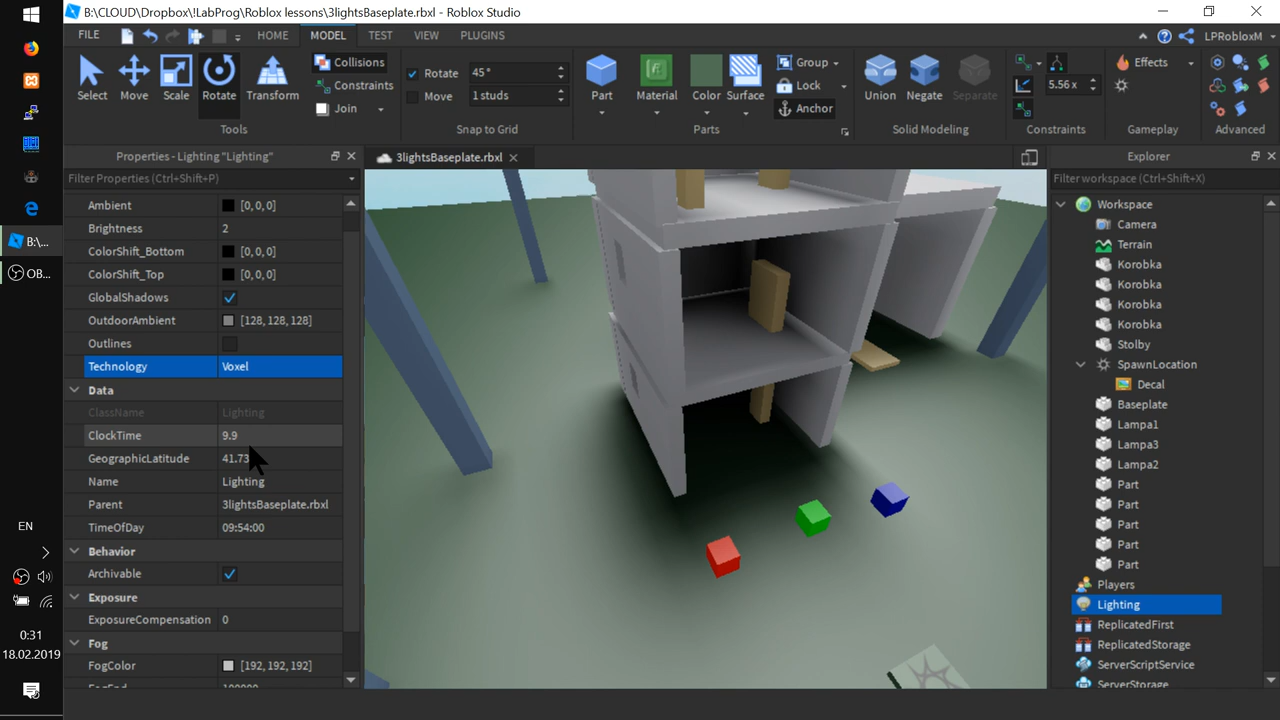 B:\CLOUD\Dropbox\!LabProg\Roblox lessons\3lightsBaseplate.rbxl - Roblox Studio
FILE
HOME
MODEL
TEST
VIEW
PLUGINS
LPRobloxM
Select
Move
Scale
Rotate
Transform
Tools
Collisions
Constraints
Join
Rotate
45°
Move
1 studs
Snap to Grid
Part
Material
Color
Surface
Group
Lock
Anchor
Parts
Union
Negate
Separate
Solid Modeling
5.56 x
Constraints
Effects
Gameplay
Advanced
Properties - Lighting "Lighting"
Filter Properties (Ctrl+Shift+P)
Ambient [0, 0, 0]
Brightness 2
ColorShift_Bottom [0, 0, 0]
ColorShift_Top [0, 0, 0]
GlobalShadows
OutdoorAmbient [128, 128, 128]
Outlines
Technology Voxel
Data
ClassName Lighting
ClockTime 9.9
GeographicLatitude 41.73
Name Lighting
Parent 3lightsBaseplate.rbxl
TimeOfDay 09:54:00
Behavior
Archivable
Exposure
ExposureCompensation 0
Fog
FogColor [192, 192, 192]
FogEnd 100000
3lightsBaseplate.rbxl
Explorer
Filter workspace (Ctrl+Shift+X)
Workspace
Camera
Terrain
Korobka
Korobka
Korobka
Korobka
Stolby
SpawnLocation
Decal
Baseplate
Lampa1
Lampa3
Lampa2
Part
Part
Part
Part
Part
Players
Lighting
ReplicatedFirst
ReplicatedStorage
ServerScriptService
ServerStorage
B:\...
OB...
EN
0:31
18.02.2019